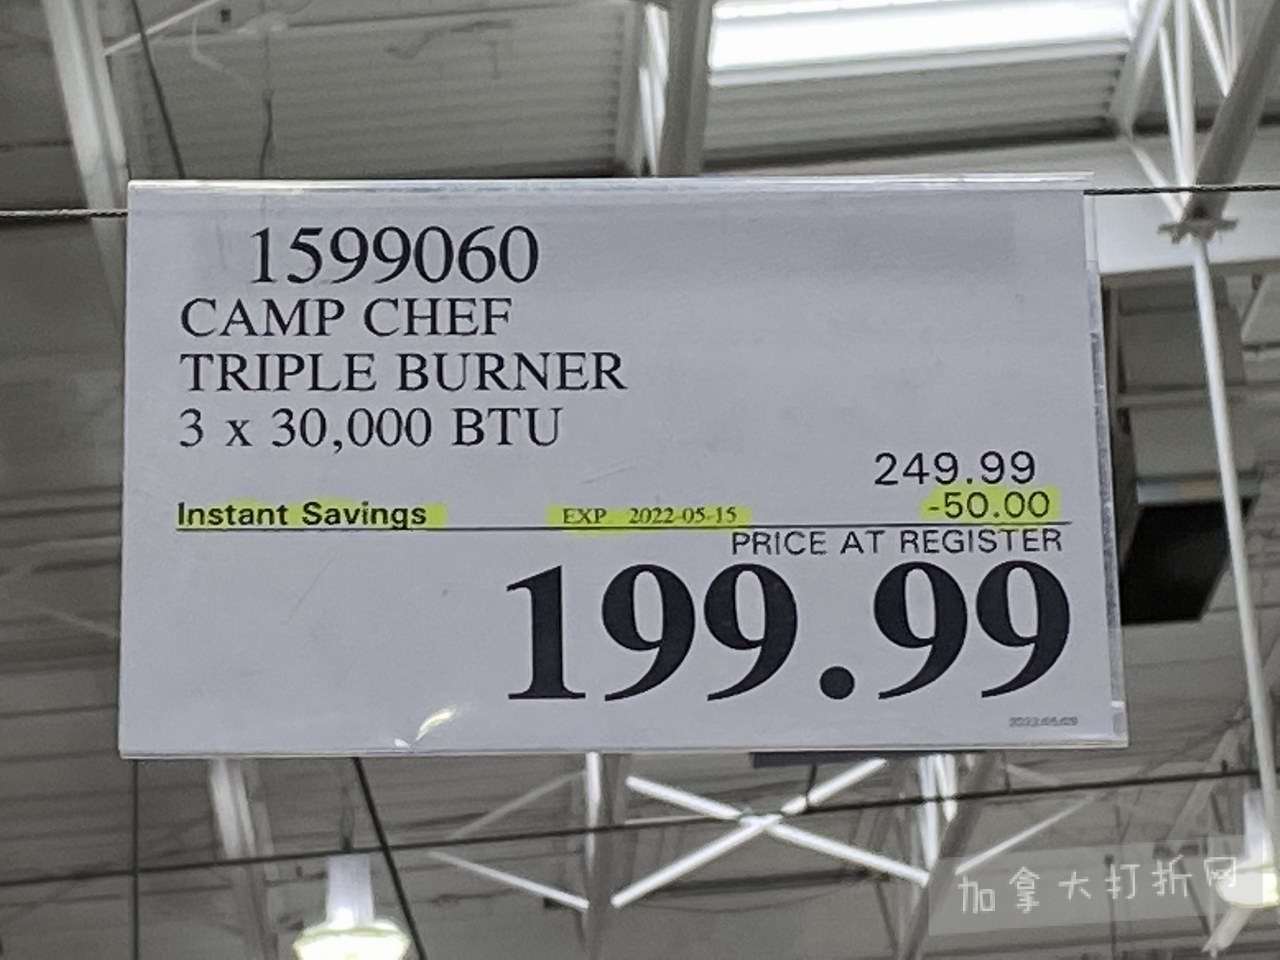 1599060
CAMP CHEF
TRIPLE BURNER
3 x 30,000 BTU
249.99
Instant Savings EXP 2022-05-15 -50.00
PRICE AT REGISTER
199.99
加拿大打折网